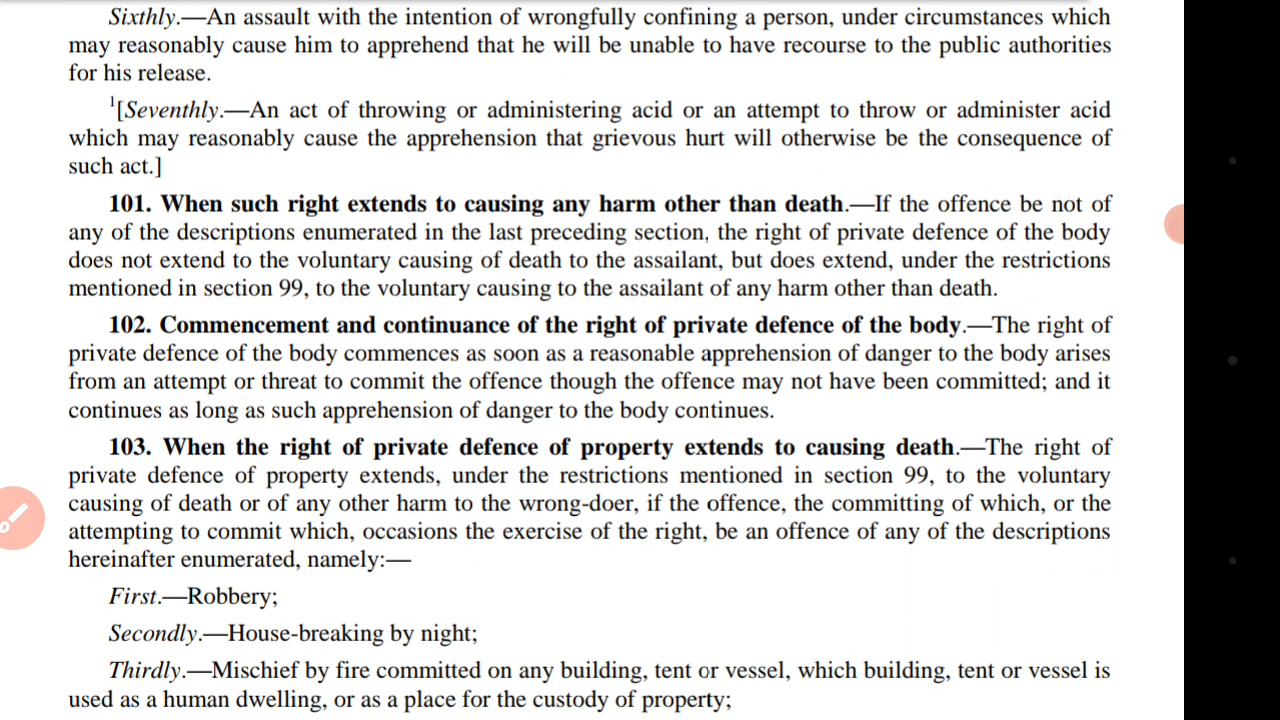 Sixthly.—An assault with the intention of wrongfully confining a person, under circumstances which
may reasonably cause him to apprehend that he will be unable to have recourse to the public authorities
for his release.
1[Seventhly.—An act of throwing or administering acid or an attempt to throw or administer acid
which may reasonably cause the apprehension that grievous hurt will otherwise be the consequence of
such act.]
101. When such right extends to causing any harm other than death.—If the offence be not of
any of the descriptions enumerated in the last preceding section, the right of private defence of the body
does not extend to the voluntary causing of death to the assailant, but does extend, under the restrictions
mentioned in section 99, to the voluntary causing to the assailant of any harm other than death.
102. Commencement and continuance of the right of private defence of the body.—The right of
private defence of the body commences as soon as a reasonable apprehension of danger to the body arises
from an attempt or threat to commit the offence though the offence may not have been committed; and it
continues as long as such apprehension of danger to the body continues.
103. When the right of private defence of property extends to causing death.—The right of
private defence of property extends, under the restrictions mentioned in section 99, to the voluntary
causing of death or of any other harm to the wrong-doer, if the offence, the committing of which, or the
attempting to commit which, occasions the exercise of the right, be an offence of any of the descriptions
hereinafter enumerated, namely:—
First.—Robbery;
Secondly.—House-breaking by night;
Thirdly.—Mischief by fire committed on any building, tent or vessel, which building, tent or vessel is
used as a human dwelling, or as a place for the custody of property;